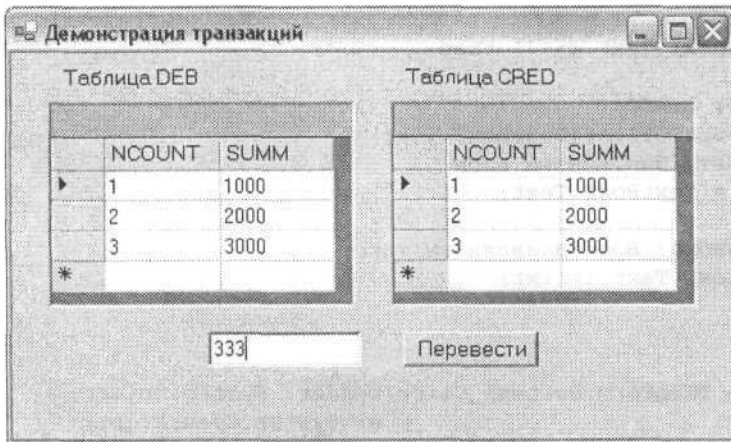 Демонстрация транзакций
Таблица DEB
Таблица CRED
NCOUNT SUMM
1 1000
2 2000
3 3000
NCOUNT SUMM
1 1000
2 2000
3 3000
333
Перевести